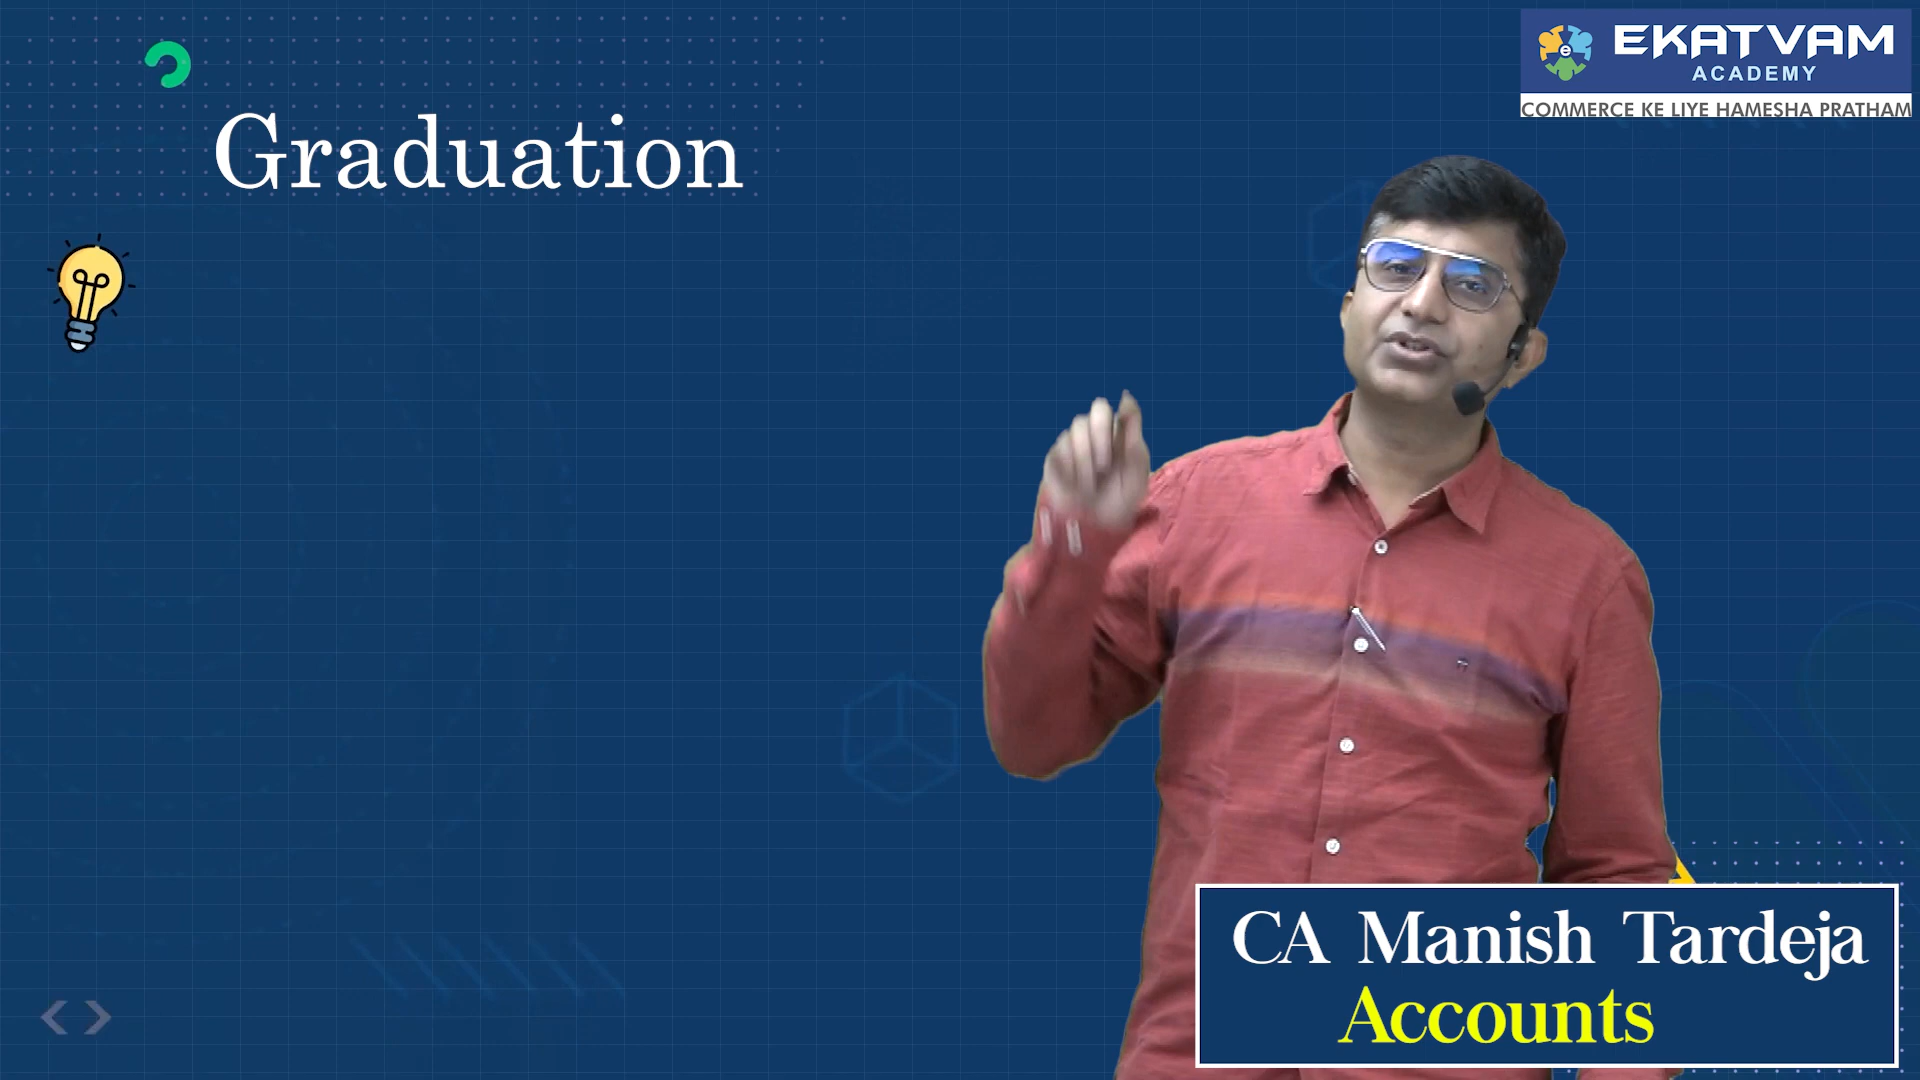 EKATVAM
ACADEMY
COMMERCE KE LIYE HAMESHA PRATHAM
Graduation
CA Manish Tardeja
Accounts